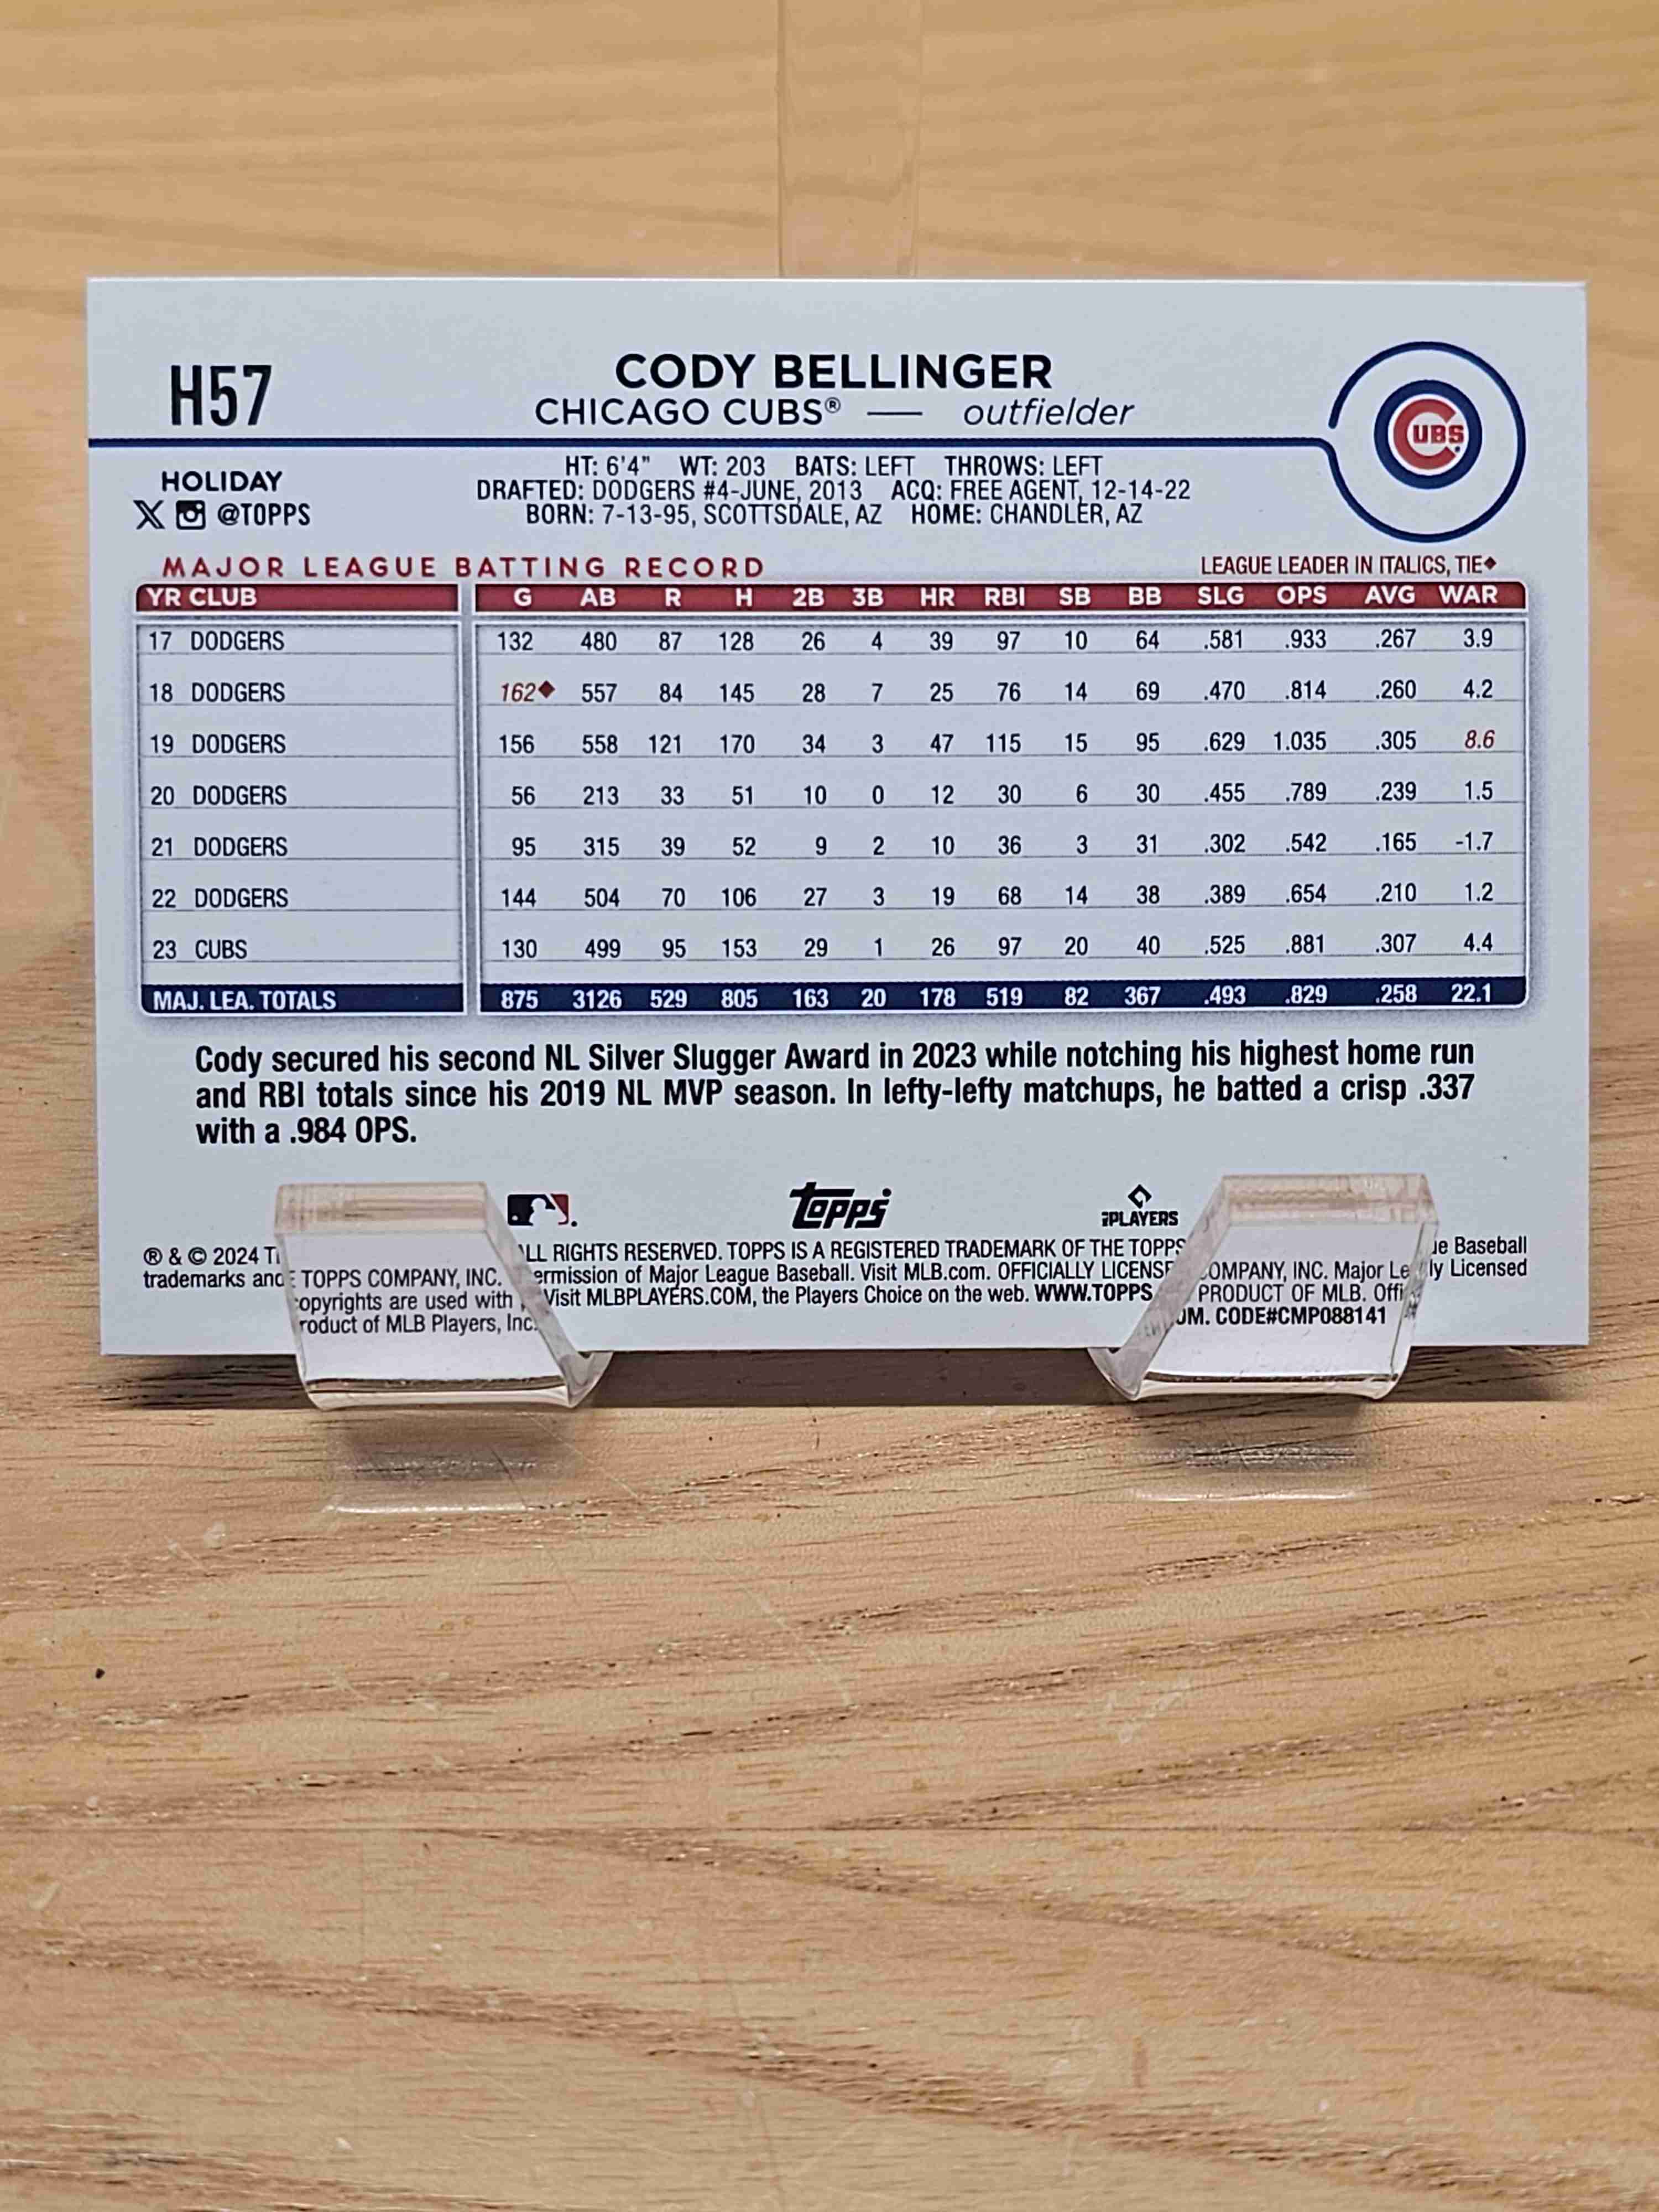 H57
CODY BELLINGER
CHICAGO CUBS® — outfielder
CUBS
HOLIDAY
@TOPPS
HT: 6'4" WT: 203 BATS: LEFT THROWS: LEFT
DRAFTED: DODGERS #4-JUNE, 2013 ACQ: FREE AGENT, 12-14-22
BORN: 7-13-95, SCOTTSDALE, AZ HOME: CHANDLER, AZ
MAJOR LEAGUE BATTING RECORD LEAGUE LEADER IN ITALICS, TIE◆
YR CLUB G AB R H 2B 3B HR RBI SB BB SLG OPS AVG WAR
17 DODGERS 132 480 87 128 26 4 39 97 10 64 .581 .933 .267 3.9
18 DODGERS 162◆ 557 84 145 28 7 25 76 14 69 .470 .814 .260 4.2
19 DODGERS 156 558 121 170 34 3 47 115 15 95 .629 1.035 .305 8.6
20 DODGERS 56 213 33 51 10 0 12 30 6 30 .455 .789 .239 1.5
21 DODGERS 95 315 39 52 9 2 10 36 3 31 .302 .542 .165 -1.7
22 DODGERS 144 504 70 106 27 3 19 68 14 38 .389 .654 .210 1.2
23 CUBS 130 499 95 153 29 1 26 97 20 40 .525 .881 .307 4.4
MAJ. LEA. TOTALS 875 3126 529 805 163 20 178 519 82 367 .493 .829 .258 22.1
Cody secured his second NL Silver Slugger Award in 2023 while notching his highest home run
and RBI totals since his 2019 NL MVP season. In lefty-lefty matchups, he batted a crisp .337
with a .984 OPS.
topps
PLAYERS
® & © 2024 TOPPS COMPANY, INC. ALL RIGHTS RESERVED. TOPPS IS A REGISTERED TRADEMARK OF THE TOPPS COMPANY, INC. Major League Baseball
trademarks and copyrights are used with permission of Major League Baseball. Visit MLB.com. OFFICIALLY LICENSED PRODUCT OF MLB. Officially Licensed
Product of MLB Players, Inc. Visit MLBPLAYERS.COM, the Players Choice on the web. WWW.TOPPS.COM. CODE#CMP088141